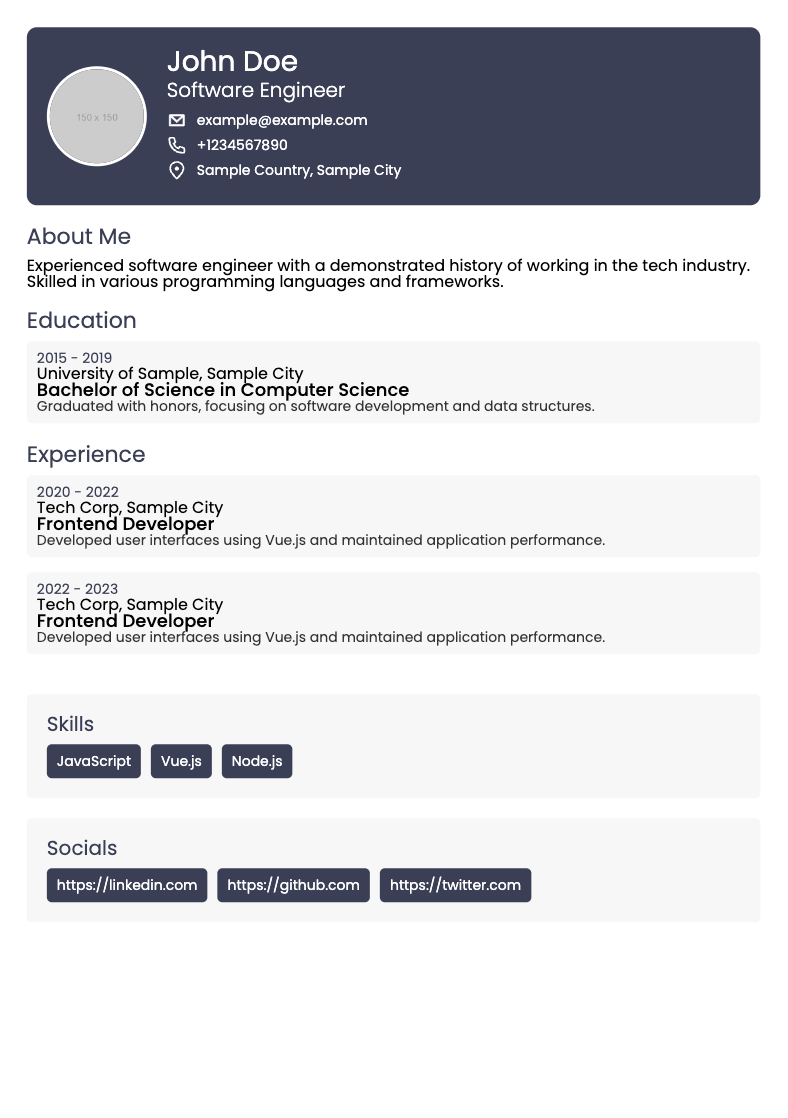 John Doe
Software Engineer
150 x 150
example@example.com
+1234567890
Sample Country, Sample City
About Me
Experienced software engineer with a demonstrated history of working in the tech industry.
Skilled in various programming languages and frameworks.
Education
2015 - 2019
University of Sample, Sample City
Bachelor of Science in Computer Science
Graduated with honors, focusing on software development and data structures.
Experience
2020 - 2022
Tech Corp, Sample City
Frontend Developer
Developed user interfaces using Vue.js and maintained application performance.
2022 - 2023
Tech Corp, Sample City
Frontend Developer
Developed user interfaces using Vue.js and maintained application performance.
Skills
JavaScript Vue.js Node.js
Socials
https://linkedin.com https://github.com https://twitter.com